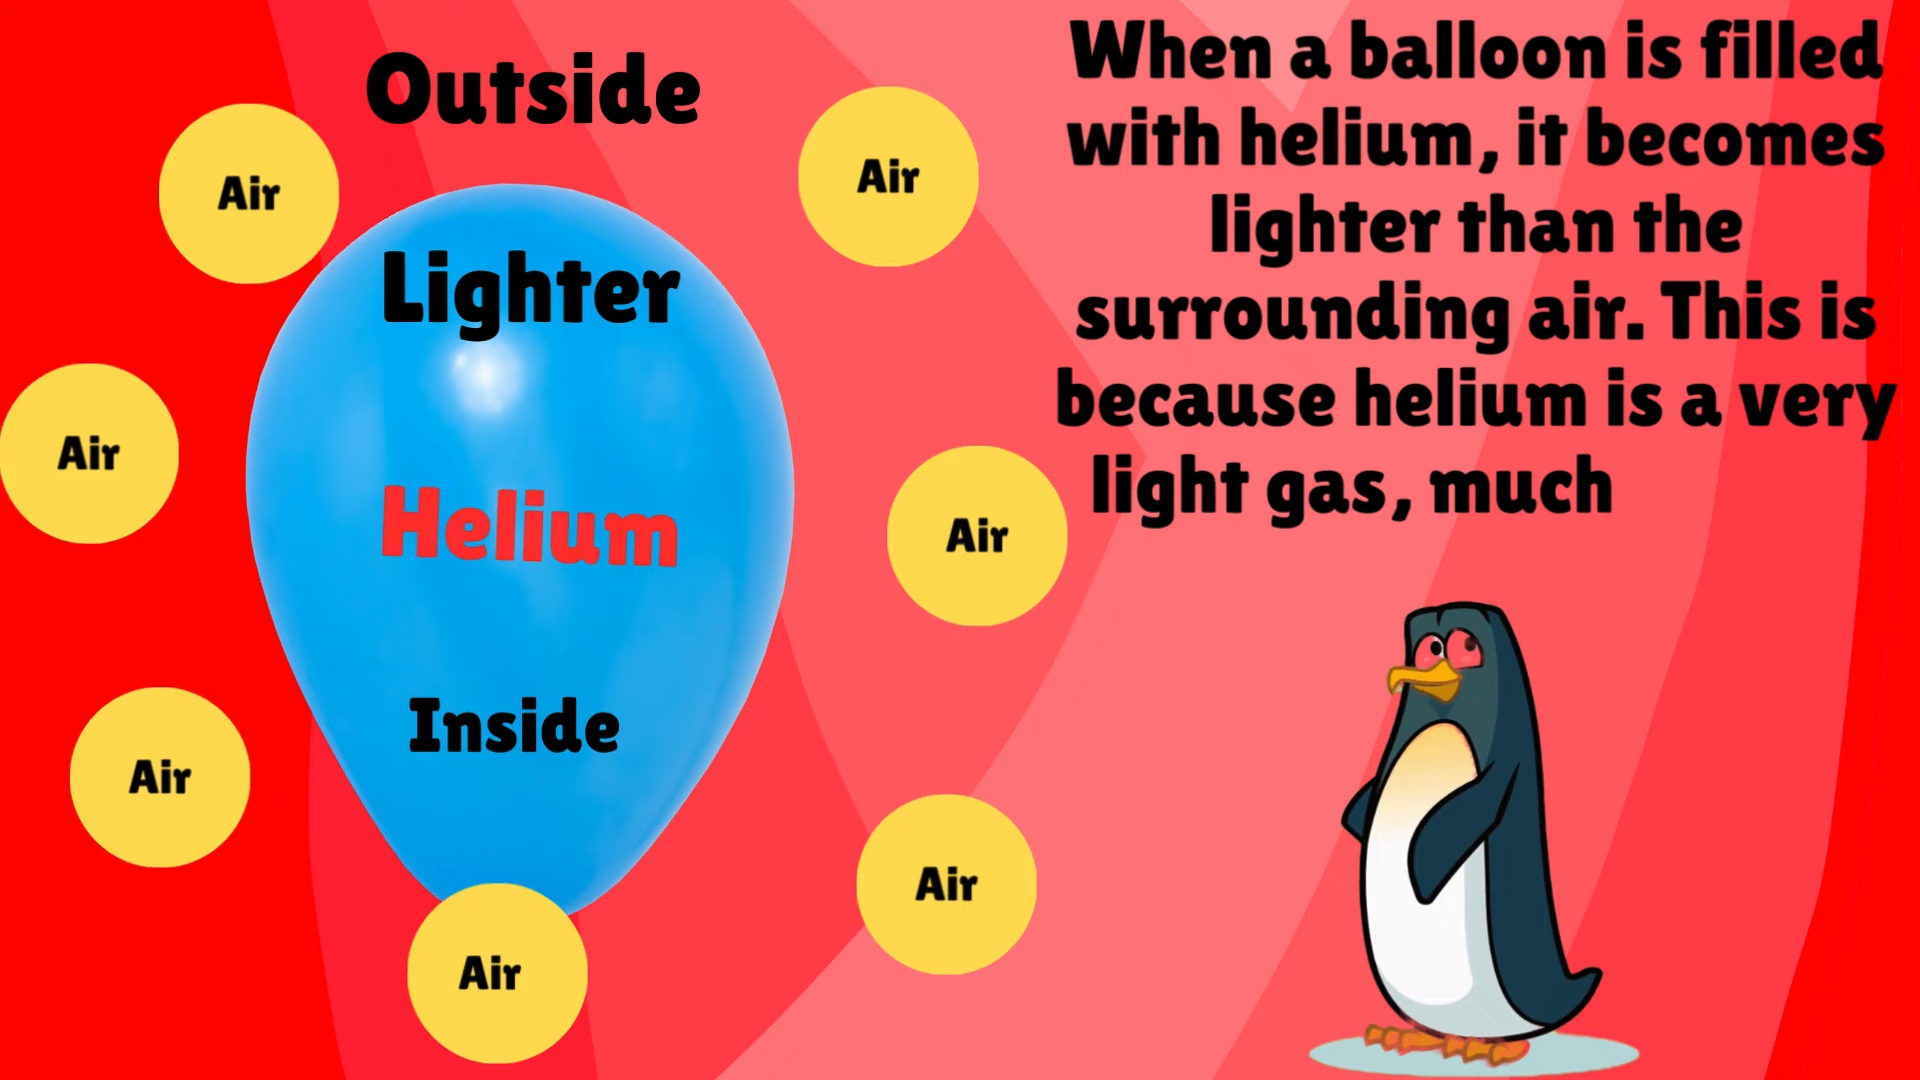 Outside
Air
Air
Lighter
Air
Helium
Air
Inside
Air
Air
Air
When a balloon is filled
with helium, it becomes
lighter than the
surrounding air. This is
because helium is a very
light gas, much